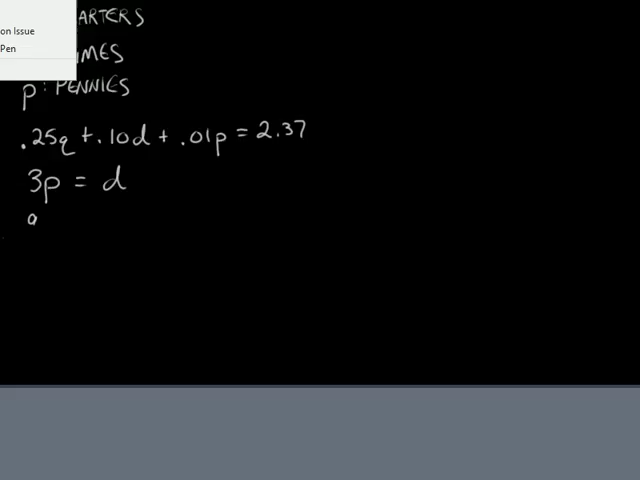 on Issue
Pen
ARTERS
IMES
p : PENNIES
.25q + .10d + .01p = 2.37
3p = d